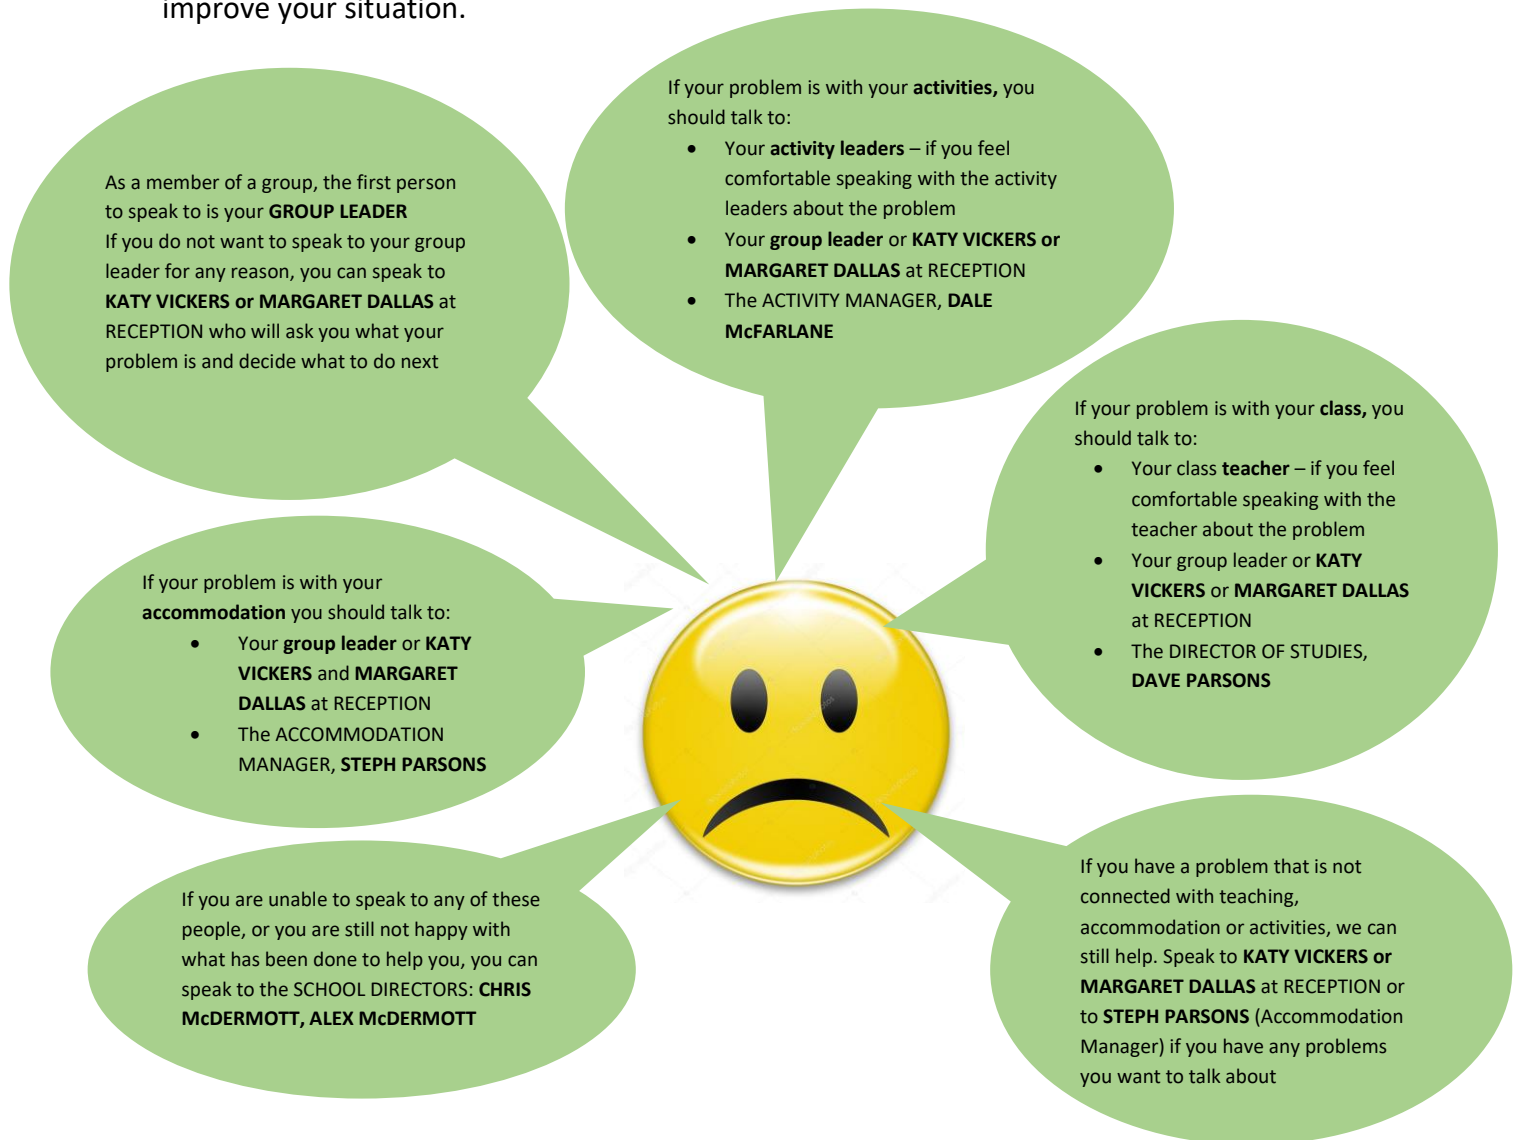 improve your situation.
As a member of a group, the first person
to speak to is your GROUP LEADER
If you do not want to speak to your group
leader for any reason, you can speak to
KATY VICKERS or MARGARET DALLAS at
RECEPTION who will ask you what your
problem is and decide what to do next
If your problem is with your activities, you
should talk to:
• Your activity leaders – if you feel
comfortable speaking with the activity
leaders about the problem
• Your group leader or KATY VICKERS or
MARGARET DALLAS at RECEPTION
• The ACTIVITY MANAGER, DALE
McFARLANE
If your problem is with your class, you
should talk to:
• Your class teacher – if you feel
comfortable speaking with the
teacher about the problem
• Your group leader or KATY
VICKERS or MARGARET DALLAS
at RECEPTION
• The DIRECTOR OF STUDIES,
DAVE PARSONS
If your problem is with your
accommodation you should talk to:
• Your group leader or KATY
VICKERS and MARGARET
DALLAS at RECEPTION
• The ACCOMMODATION
MANAGER, STEPH PARSONS
If you are unable to speak to any of these
people, or you are still not happy with
what has been done to help you, you can
speak to the SCHOOL DIRECTORS: CHRIS
McDERMOTT, ALEX McDERMOTT
If you have a problem that is not
connected with teaching,
accommodation or activities, we can
still help. Speak to KATY VICKERS or
MARGARET DALLAS at RECEPTION or
to STEPH PARSONS (Accommodation
Manager) if you have any problems
you want to talk about